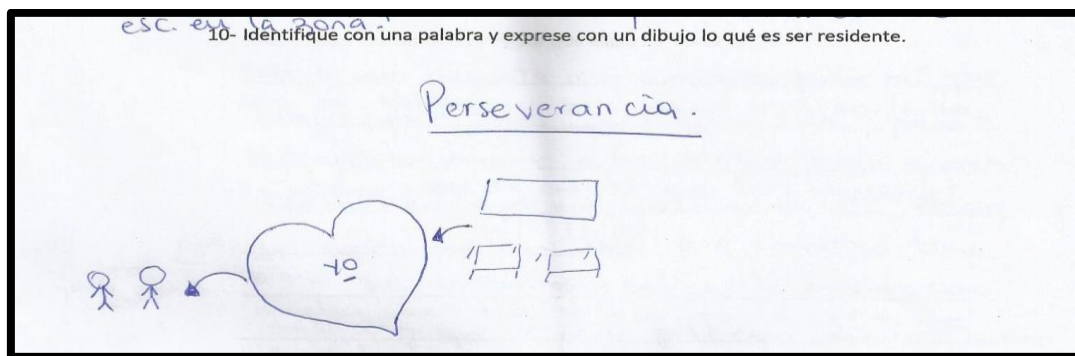 esc. en la zona.
10- Identifique con una palabra y exprese con un dibujo lo qué es ser residente.
Perseverancia.
yo